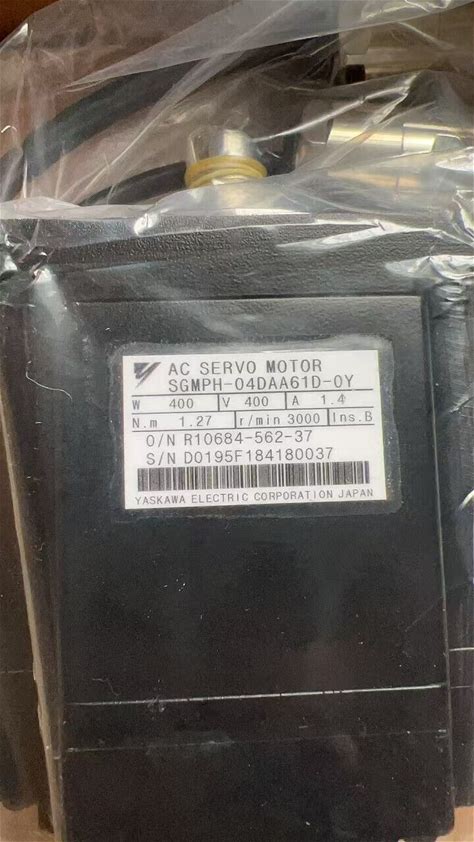 AC SERVO MOTOR
SGMPH-04DAA61D-0Y
W 400 V 400 A 1.4
N.m 1.27 r/min 3000 Ins.B
O/N R10684-562-37
S/N D0195F184180037
YASKAWA ELECTRIC CORPORATION JAPAN